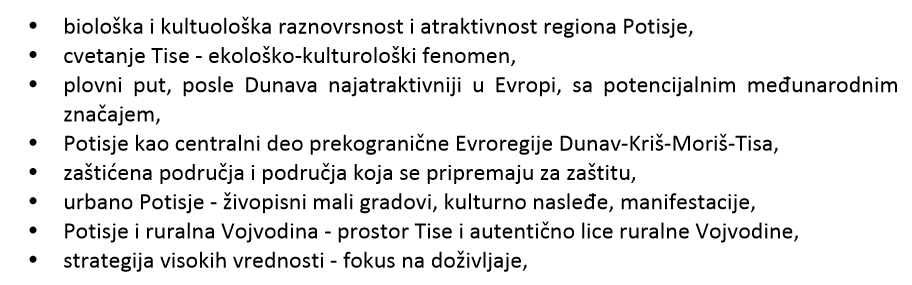 • biološka i kultuološka raznovrsnost i atraktivnost regiona Potisje,
• cvetanje Tise - ekološko-kulturološki fenomen,
• plovni put, posle Dunava najatraktivniji u Evropi, sa potencijalnim međunarodnim
značajem,
• Potisje kao centralni deo prekogranične Evroregije Dunav-Kriš-Moriš-Tisa,
• zaštićena područja i područja koja se pripremaju za zaštitu,
• urbano Potisje - živopisni mali gradovi, kulturno nasleđe, manifestacije,
• Potisje i ruralna Vojvodina - prostor Tise i autentično lice ruralne Vojvodine,
• strategija visokih vrednosti - fokus na doživljaje,